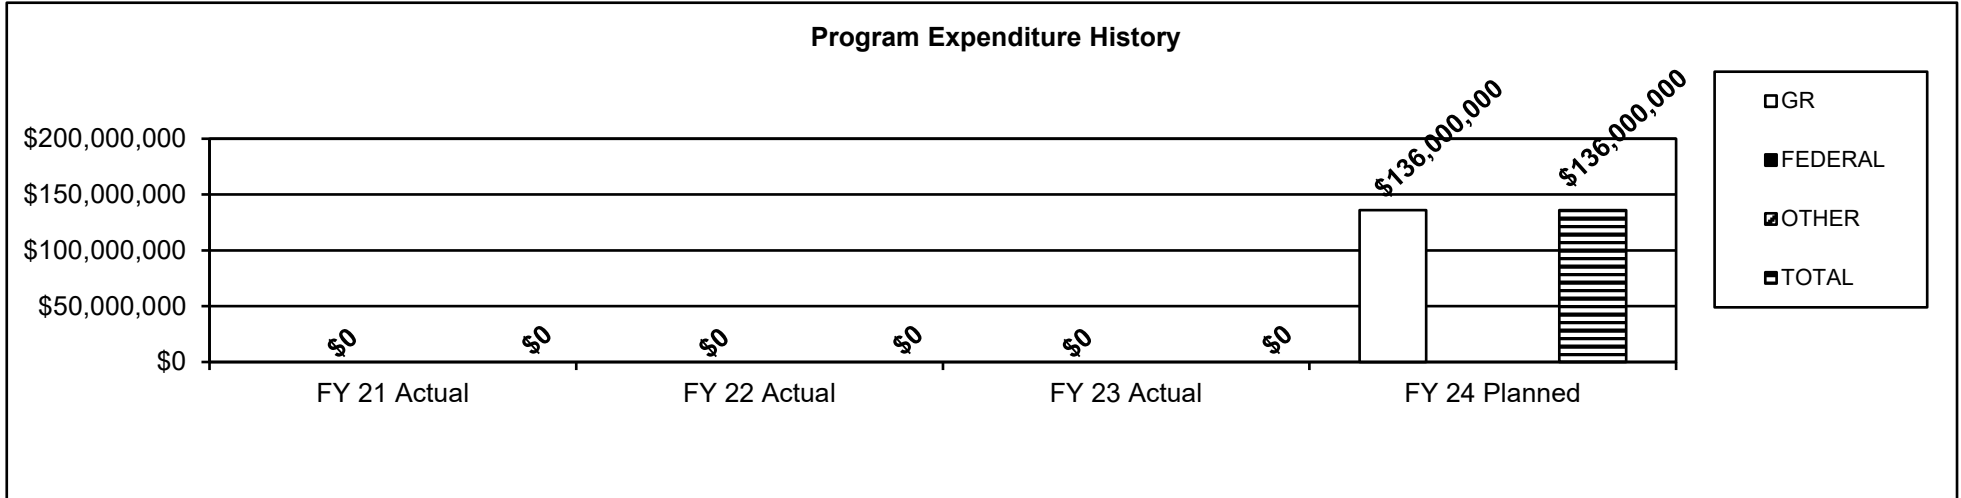 Program Expenditure History
$200,000,000
$150,000,000
$100,000,000
$50,000,000
$0
$0
$0
$0
$0
$0
$0
$136,000,000
$136,000,000
FY 21 Actual
FY 22 Actual
FY 23 Actual
FY 24 Planned
GR
FEDERAL
OTHER
TOTAL